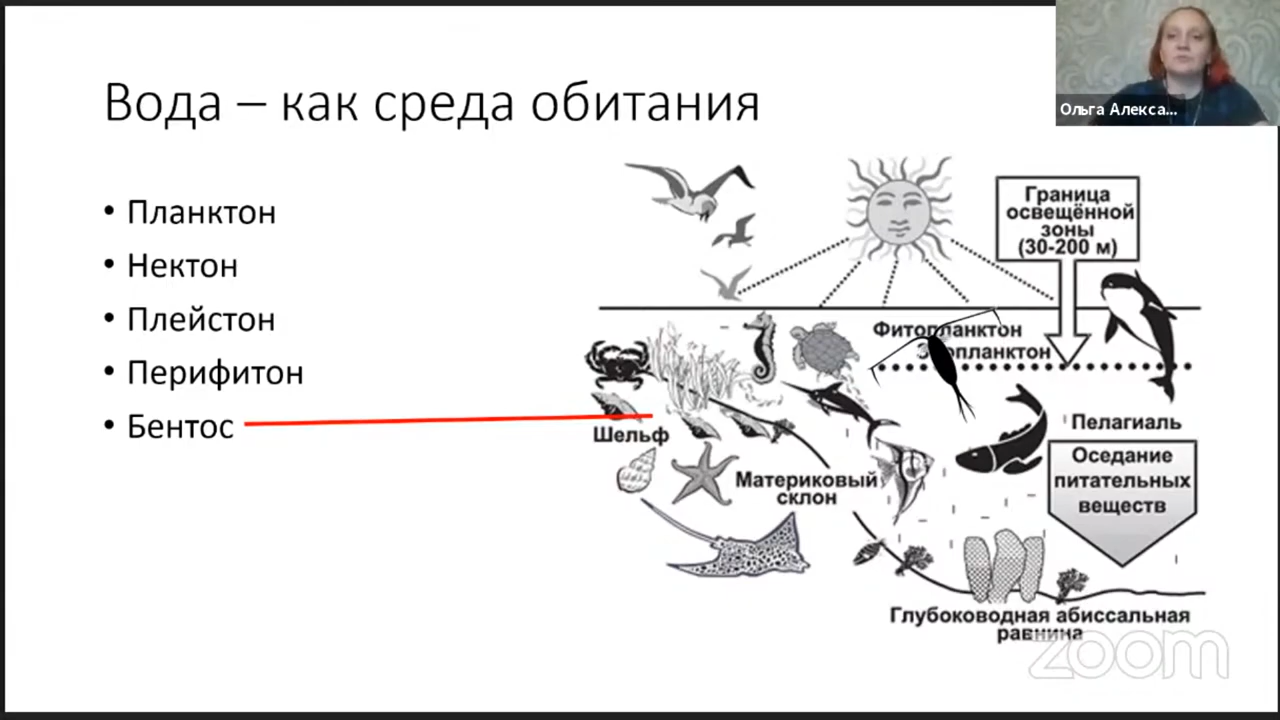 Вода – как среда обитания
Ольга Алекса...
• Планктон
• Нектон
• Плейстон
• Перифитон
• Бентос
Граница
освещённой
зоны
(30-200 м)
Фитопланктон
Зоопланктон
Пелагиаль
Шельф
Материковый
склон
Оседание
питательных
веществ
Глубоководная абиссальная
равнина
zoom